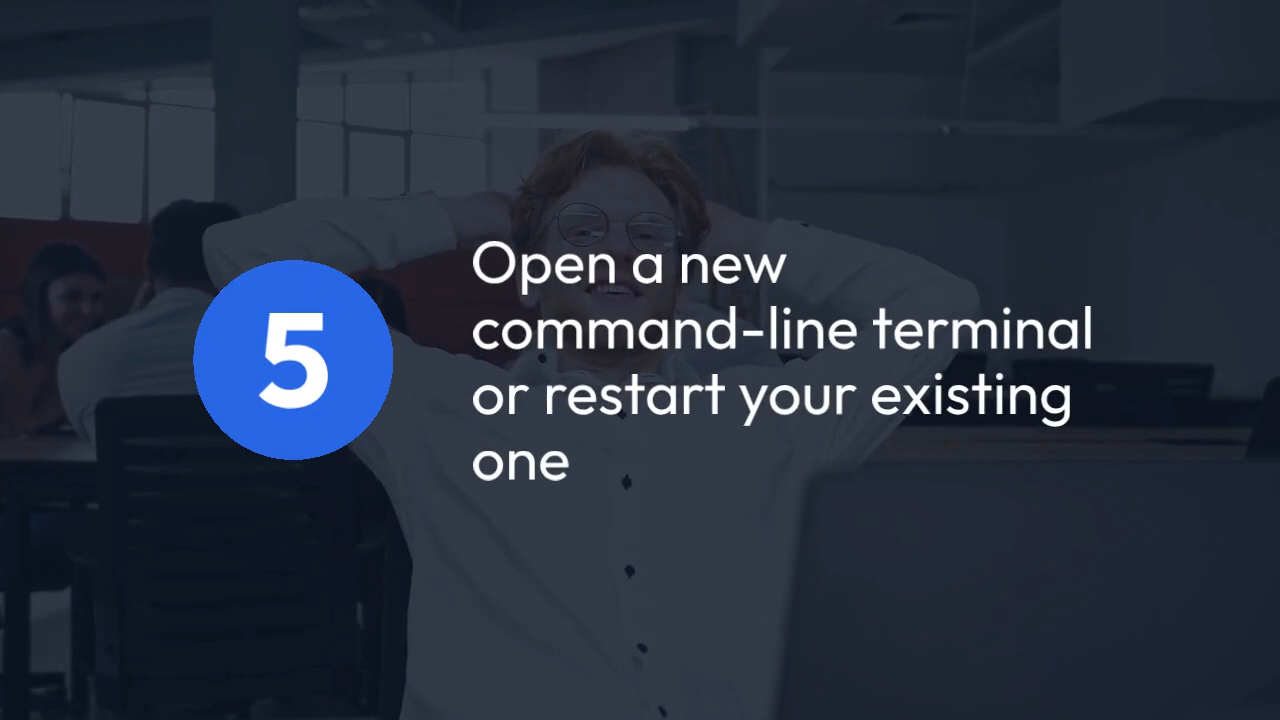 5
Open a new
command-line terminal
or restart your existing
one